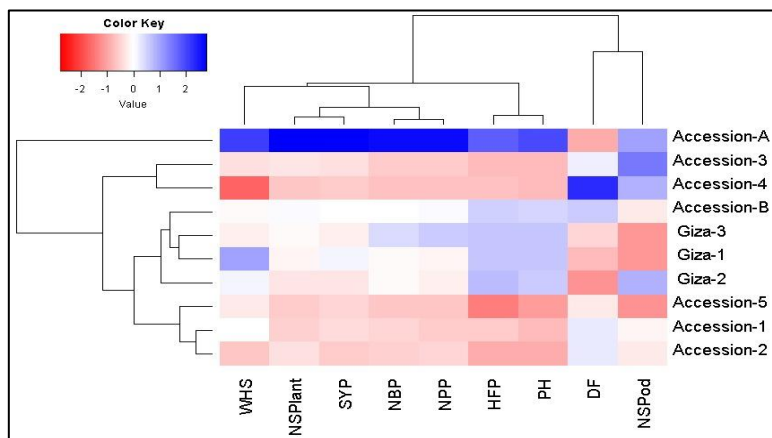 Color Key
-2 -1 0 1 2
Value
Accession-A
Accession-3
Accession-4
Accession-B
Giza-3
Giza-1
Giza-2
Accession-5
Accession-1
Accession-2
WHS
NSPlant
SYP
NBP
NPP
HFP
PH
DF
NSPod